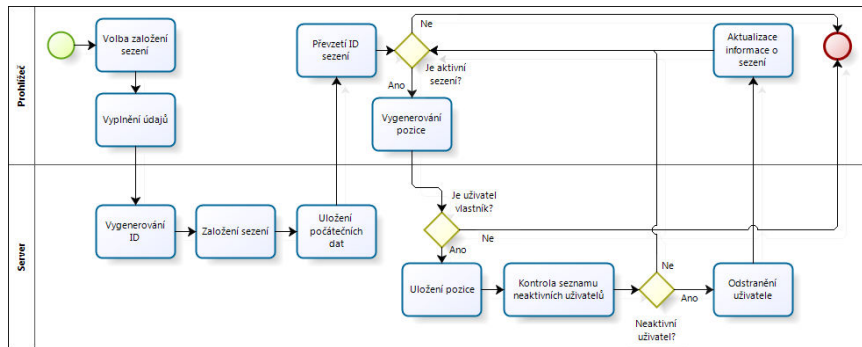 Prohlížeč
Volba založení
sezení
Vyplnění údajů
Převzetí ID
sezení
Ne
Je aktivní
sezení?
Ano
Vygenerování
pozice
Aktualizace
informace o
sezení
Server
Vygenerování
ID
Založení sezení
Uložení
počátečních
dat
Je uživatel
vlastník?
Ne
Ano
Uložení pozice
Kontrola seznamu
neaktivních uživatelů
Ne
Ano
Neaktivní
uživatel?
Odstranění
uživatele